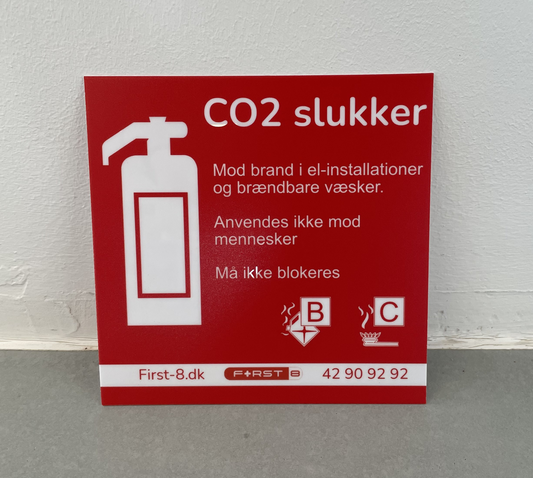 CO2 slukker
Mod brand i el-installationer
og brændbare væsker.
Anvendes ikke mod
mennesker
Må ikke blokeres
B C
First-8.dk F+RST 8 42 90 92 92